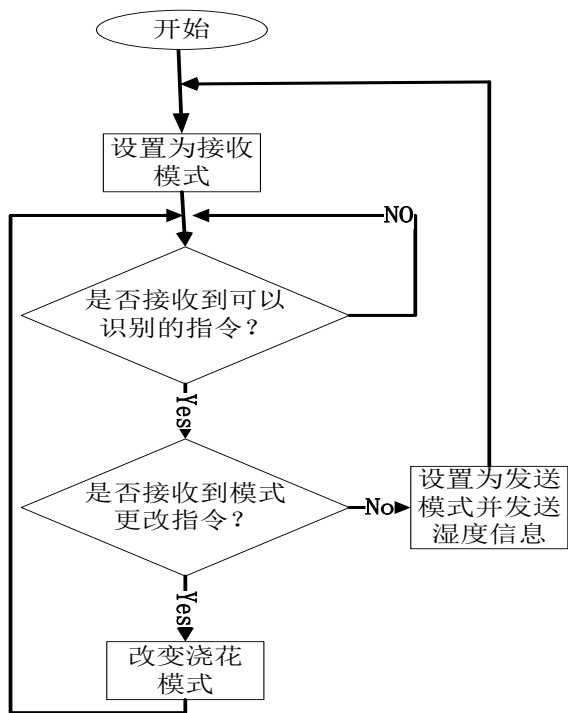 开始
设置为接收
模式
NO
是否接收到可以
识别的指令？
Yes
是否接收到模式
更改指令？
No
设置为发送
模式并发送
湿度信息
Yes
改变浇花
模式